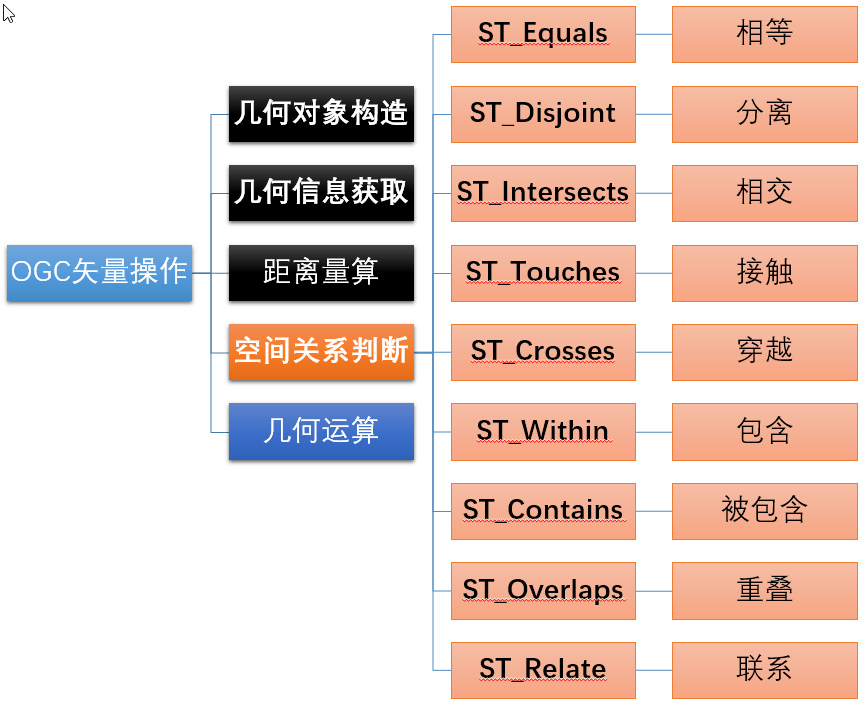 OGC矢量操作
几何对象构造
几何信息获取
距离量算
空间关系判断
几何运算
ST_Equals
相等
ST_Disjoint
分离
ST_Intersects
相交
ST_Touches
接触
ST_Crosses
穿越
ST_Within
包含
ST_Contains
被包含
ST_Overlaps
重叠
ST_Relate
联系